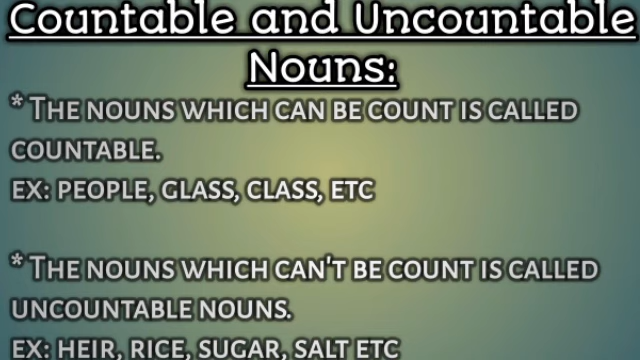 Countable and Uncountable
Nouns:
* THE NOUNS WHICH CAN BE COUNT IS CALLED
COUNTABLE.
EX: PEOPLE, GLASS, CLASS, ETC
* THE NOUNS WHICH CAN'T BE COUNT IS CALLED
UNCOUNTABLE NOUNS.
EX: HEIR, RICE, SUGAR, SALT ETC